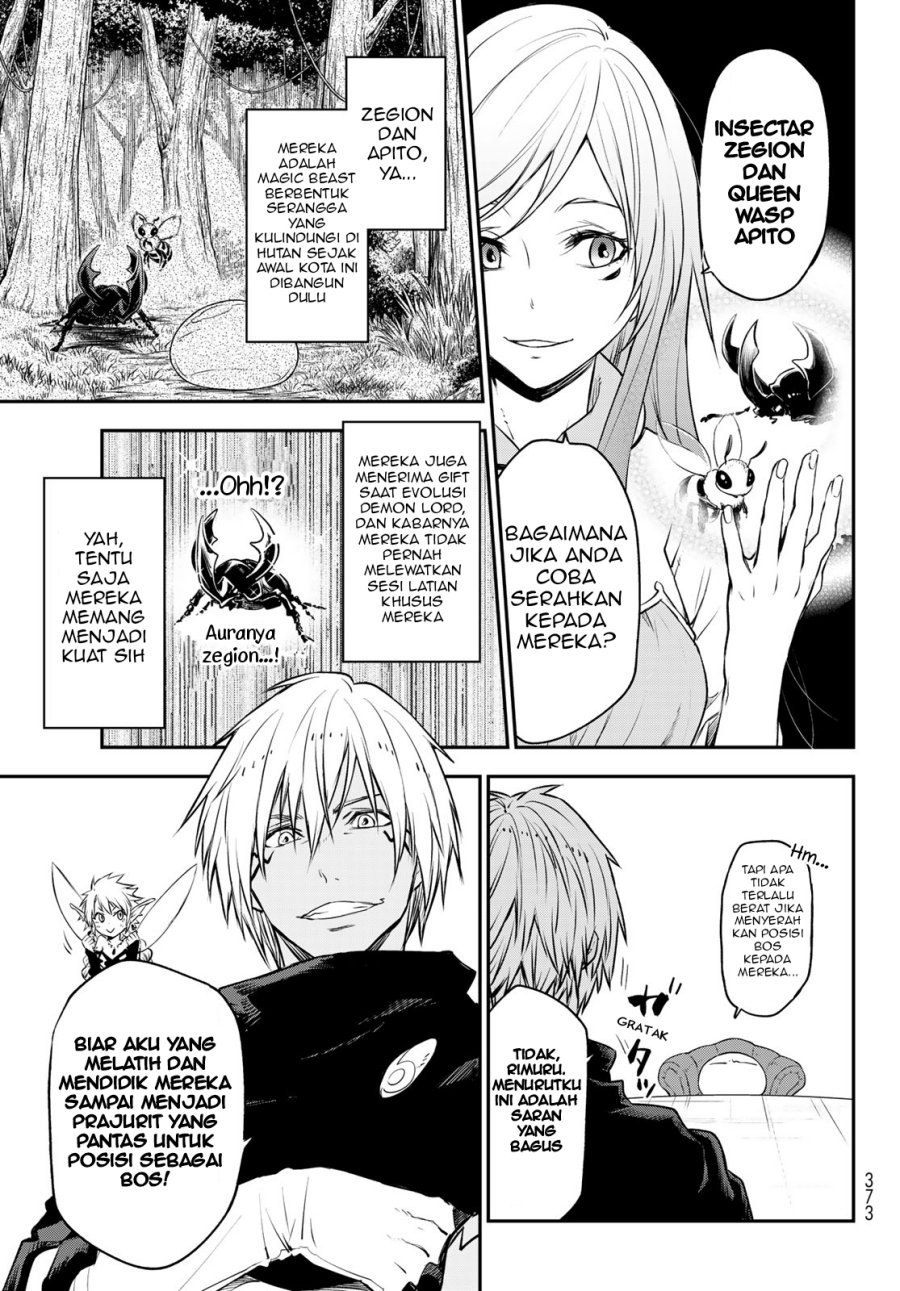 INSECTAR
ZEGION
DAN
QUEEN
WASP
APITO
BAGAIMANA
JIKA ANDA
COBA
SERAHKAN
KEPADA
MEREKA?
ZEGION
DAN
APITO,
YA...
MEREKA
ADALAH
MAGIC BEAST
BERBENTUK
SERANGGA
YANG
KULINDUNGI DI
HUTAN SEJAK
AWAL KOTA INI
DIBANGUN
DULU
MEREKA JUGA
MENERIMA GIFT
SAAT EVOLUSI
DEMON LORD,
DAN KABARNYA
MEREKA TIDAK
PERNAH
MELEWATKAN
SESI LATIAN
KHUSUS
MEREKA
...Ohh!?
Auranya
zegion...!
YAH,
TENTU
SAJA
MEREKA
MEMANG
MENJADI
KUAT SIH
Hm...
TAPI APA
TIDAK
TERLALU
BERAT JIKA
MENYERAH
KAN POSISI
BOS
KEPADA
MEREKA...
ガタ
GRATAK
TIDAK,
RIMURU.
MENURUTKU
INI ADALAH
SARAN
YANG
BAGUS
BIAR AKU YANG
MELATIH DAN
MENDIDIK MEREKA
SAMPAI MENJADI
PRAJURIT YANG
PANTAS UNTUK
POSISI SEBAGAI
BOS!
373